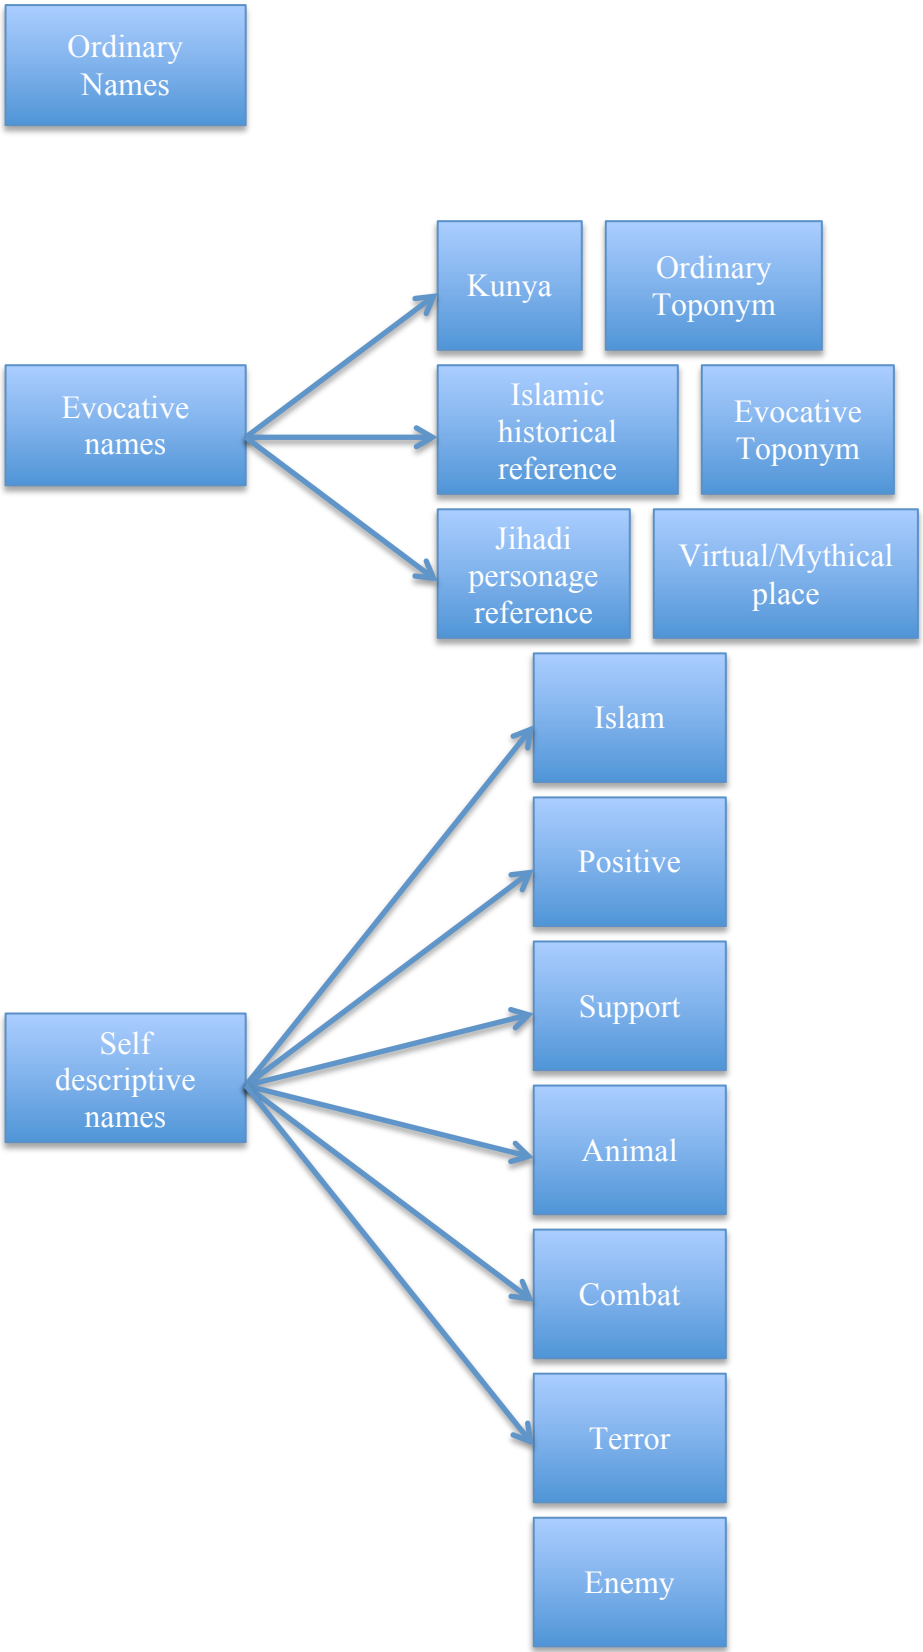 Ordinary
Names
Kunya
Ordinary
Toponym
Evocative
names
Islamic
historical
reference
Evocative
Toponym
Jihadi
personage
reference
Virtual/Mythical
place
Islam
Positive
Support
Self
descriptive
names
Animal
Combat
Terror
Enemy